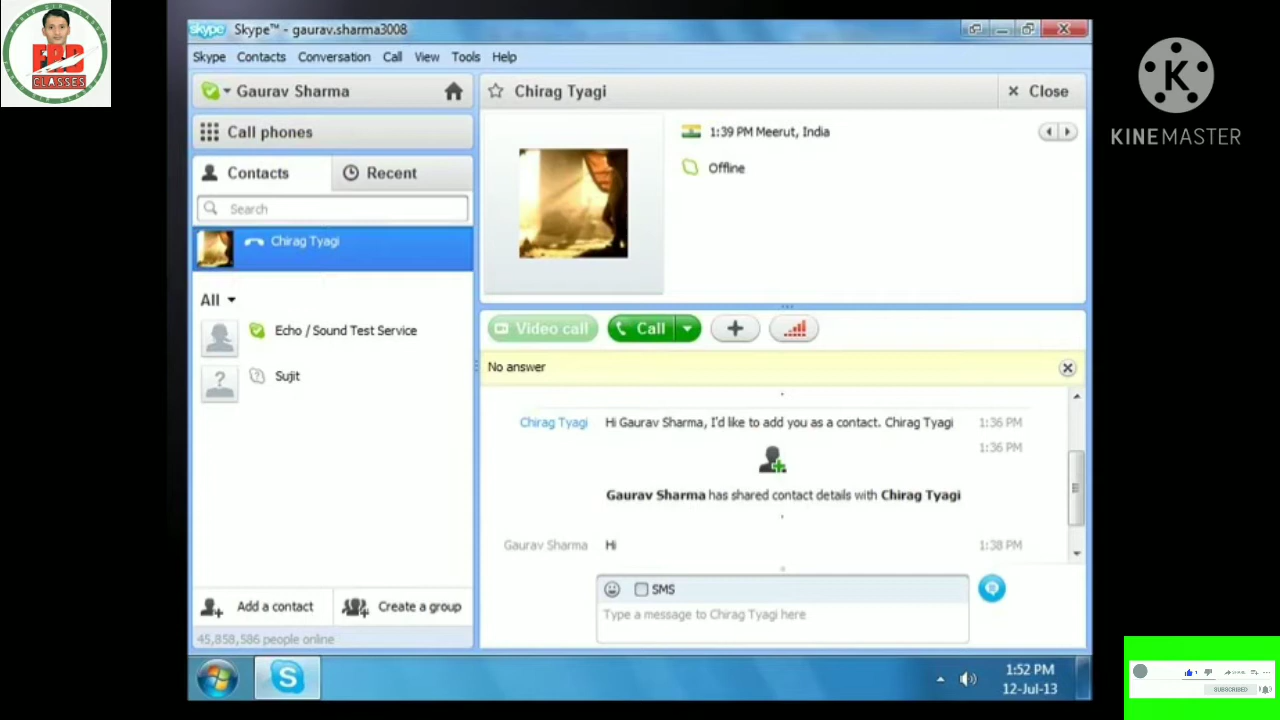 FRD
CLASSES
skype Skype™ - gaurav.sharma3008
Skype Contacts Conversation Call View Tools Help
Gaurav Sharma
Call phones
Contacts Recent
Search
Chirag Tyagi
All
Echo / Sound Test Service
Sujit
Add a contact Create a group
45,858,586 people online
Chirag Tyagi × Close
1:39 PM Meerut, India
Offline
Video call Call
No answer
Chirag Tyagi Hi Gaurav Sharma, I'd like to add you as a contact. Chirag Tyagi 1:36 PM
1:36 PM
Gaurav Sharma has shared contact details with Chirag Tyagi
Gaurav Sharma Hi 1:38 PM
SMS
Type a message to Chirag Tyagi here
1:52 PM
12-Jul-13
K
KINEMASTER
SUBSCRIBED